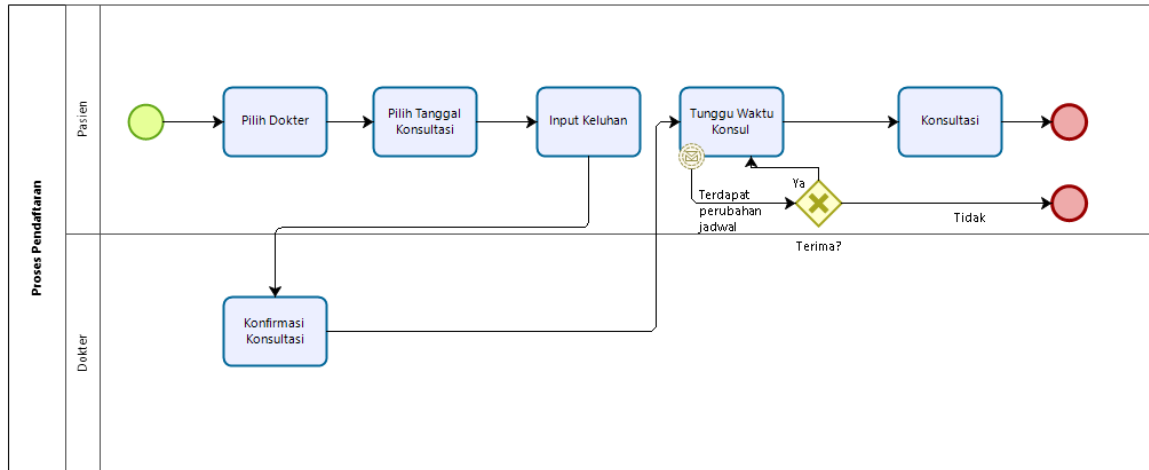 Proses Pendaftaran
Pasien
Pilih Dokter
Pilih Tanggal
Konsultasi
Input Keluhan
Tunggu Waktu
Konsul
Konsultasi
Terdapat
perubahan
jadwal
Ya
Tidak
Terima?
Dokter
Konfirmasi
Konsultasi